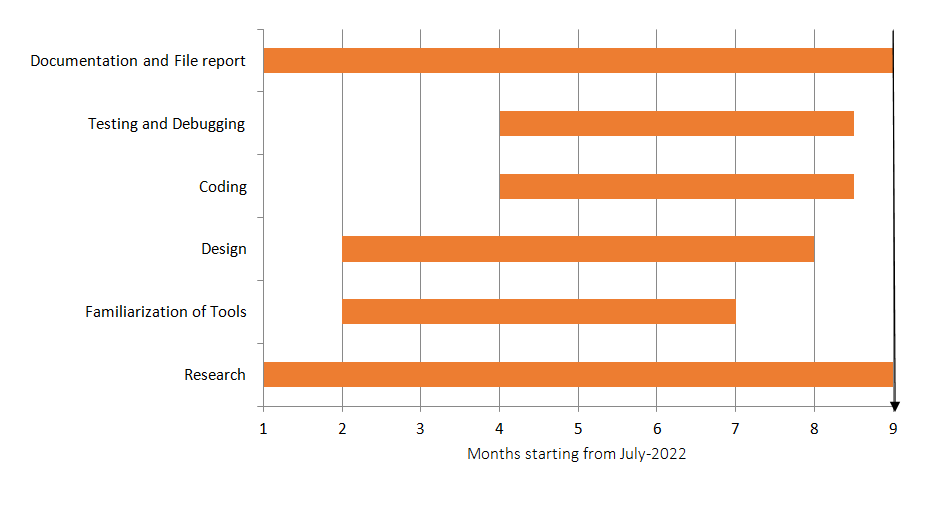 Documentation and File report
Testing and Debugging
Coding
Design
Familiarization of Tools
Research
1 2 3 4 5 6 7 8 9
Months starting from July-2022